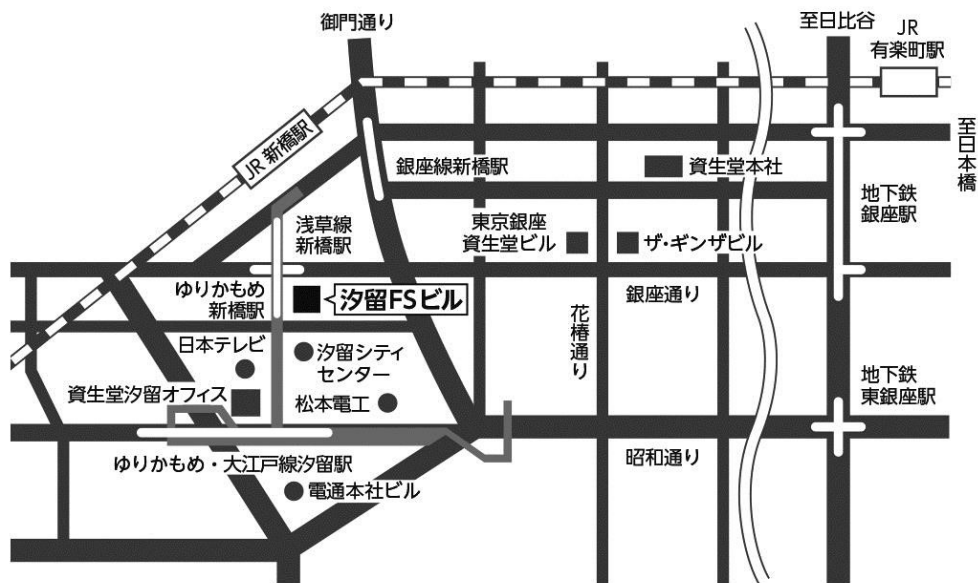 御門通り
至日比谷
JR
有楽町駅
至日本橋
JR 新橋駅
銀座線新橋駅
資生堂本社
地下鉄
銀座駅
浅草線
新橋駅
東京銀座
資生堂ビル
ザ・ギンザビル
ゆりかもめ
新橋駅
汐留FSビル
銀座通り
花椿通り
日本テレビ
汐留シティ
センター
資生堂汐留オフィス
松本電工
地下鉄
東銀座駅
ゆりかもめ・大江戸線汐留駅
昭和通り
電通本社ビル